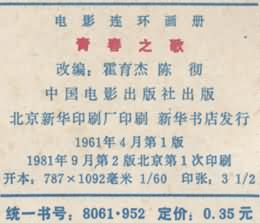 电影连环画册
青春之歌
改编：霍育杰 陈彻
中国电影出版社出版
北京新华印刷厂印刷 新华书店发行
1961年4月第1版
1981年9月第2版北京第1次印刷
开本：787×1092毫米 1/60 印张：3 1/2
统一书号：8061·952 定价：0.35元